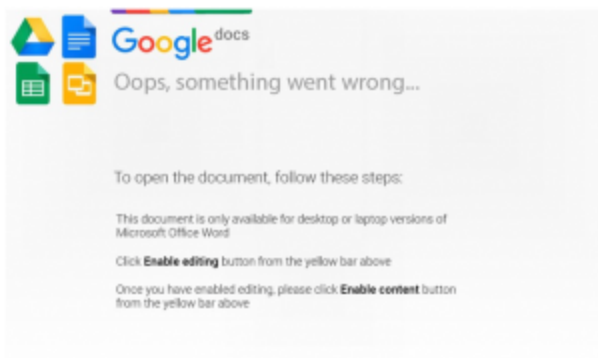 Google docs
Oops, something went wrong...
To open the document, follow these steps:
This document is only available for desktop or laptop versions of
Microsoft Office Word
Click Enable editing button from the yellow bar above
Once you have enabled editing, please click Enable content button
from the yellow bar above